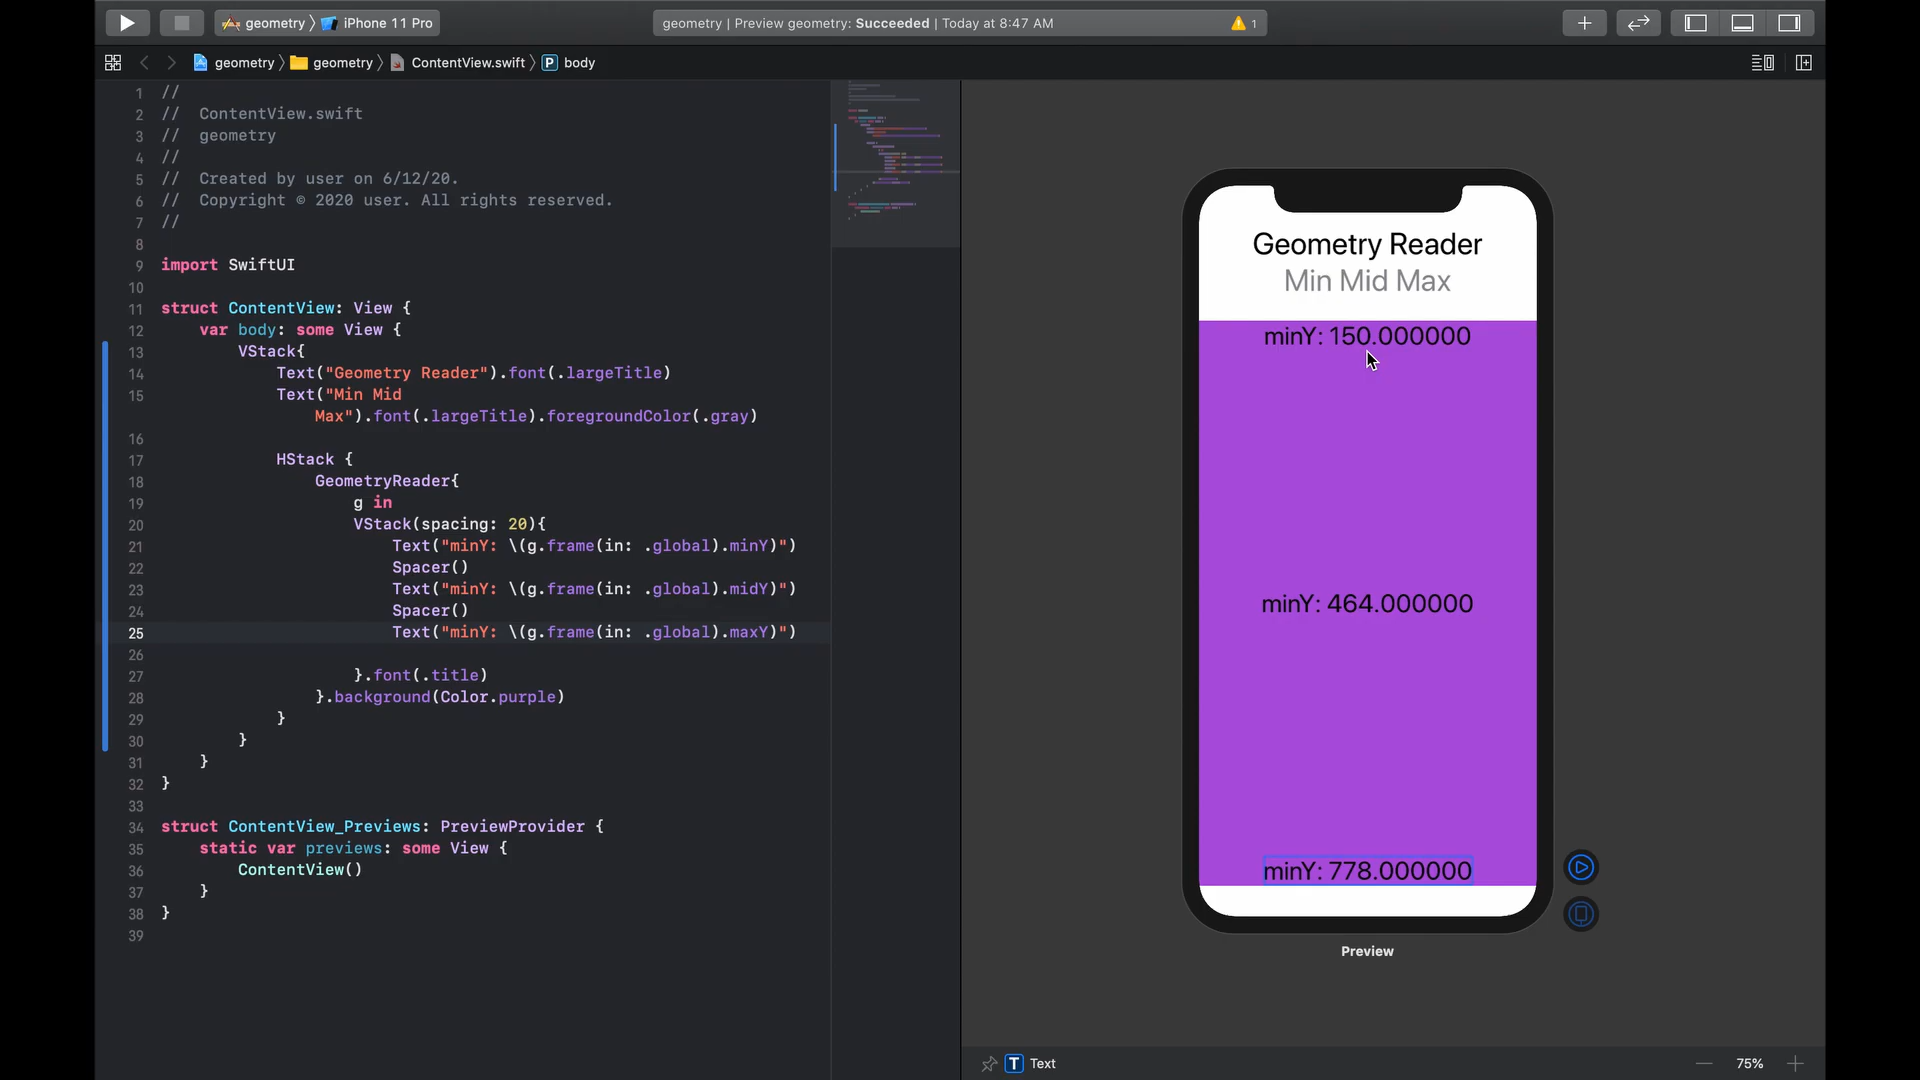 geometry 〉 iPhone 11 Pro
geometry | Preview geometry: Succeeded | Today at 8:47 AM
1
geometry 〉 geometry 〉 ContentView.swift 〉 P body
1 //
2 //  ContentView.swift
3 //  geometry
4 //
5 //  Created by user on 6/12/20.
6 //  Copyright © 2020 user. All rights reserved.
7 //
8
9 import SwiftUI
10
11 struct ContentView: View {
12     var body: some View {
13         VStack{
14             Text("Geometry Reader").font(.largeTitle)
15             Text("Min Mid
                Max").font(.largeTitle).foregroundColor(.gray)
16
17             HStack {
18                 GeometryReader{
19                     g in
20                     VStack(spacing: 20){
21                         Text("minY: \(g.frame(in: .global).minY)")
22                         Spacer()
23                         Text("minY: \(g.frame(in: .global).midY)")
24                         Spacer()
25                         Text("minY: \(g.frame(in: .global).maxY)")
26
27                     }.font(.title)
28                 }.background(Color.purple)
29             }
30         }
31     }
32 }
33
34 struct ContentView_Previews: PreviewProvider {
35     static var previews: some View {
36         ContentView()
37     }
38 }
39
Geometry Reader
Min Mid Max
minY: 150.000000
minY: 464.000000
minY: 778.000000
Preview
T Text
75%